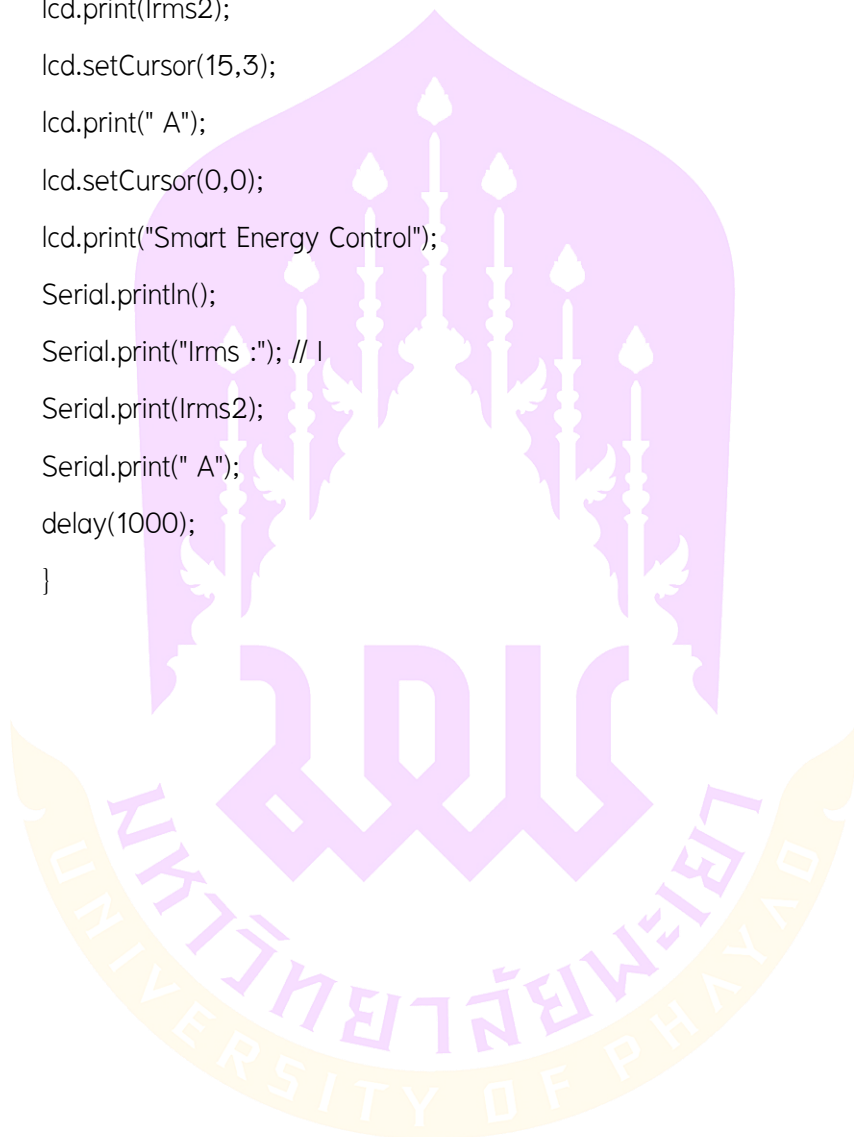 lcd.print(Irms2);
lcd.setCursor(15,3);
lcd.print(" A");
lcd.setCursor(0,0);
lcd.print("Smart Energy Control");
Serial.println();
Serial.print("Irms :"); // I
Serial.print(Irms2);
Serial.print(" A");
delay(1000);
}
มพ
มหาวิทยาลัยพะเยา
UNIVERSITY OF PHAYAO